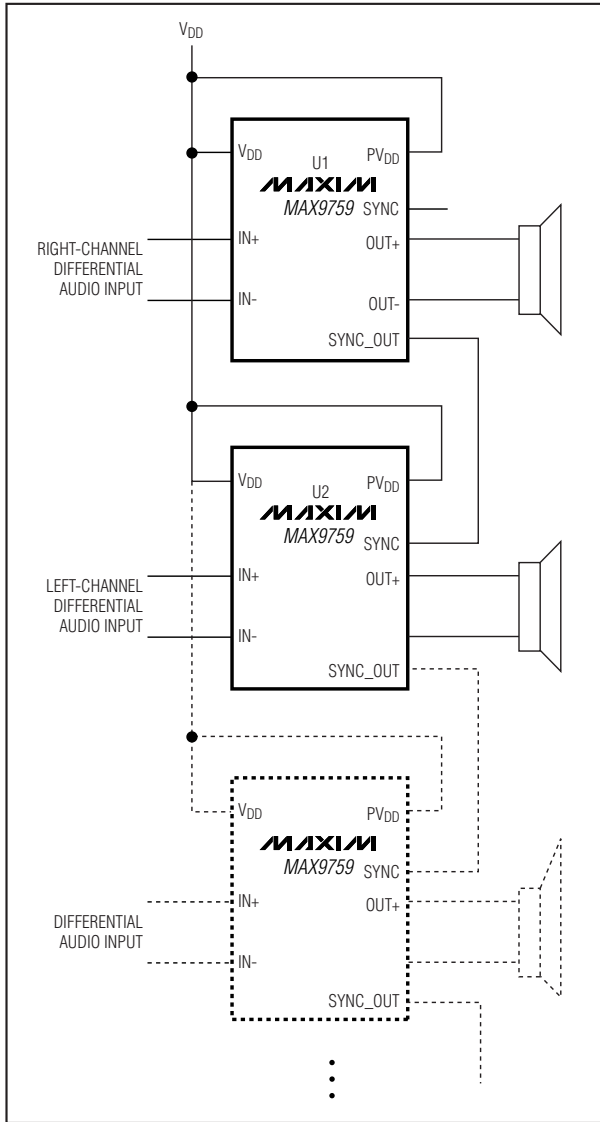 VDD
VDD
U1
PVDD
MAXIM
MAX9759
SYNC
RIGHT-CHANNEL
DIFFERENTIAL
AUDIO INPUT
IN+
OUT+
IN-
OUT-
SYNC_OUT
VDD
U2
PVDD
MAXIM
MAX9759
SYNC
LEFT-CHANNEL
DIFFERENTIAL
AUDIO INPUT
IN+
OUT+
IN-
SYNC_OUT
VDD
PVDD
MAXIM
MAX9759
SYNC
DIFFERENTIAL
AUDIO INPUT
IN+
OUT+
IN-
SYNC_OUT